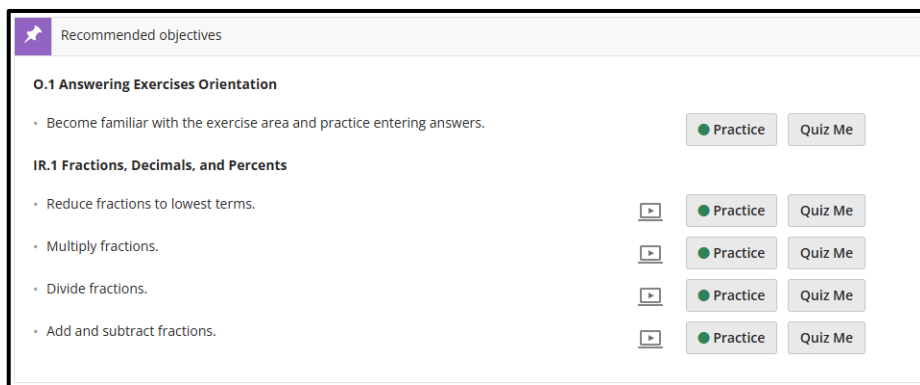 Recommended objectives
O.1 Answering Exercises Orientation
• Become familiar with the exercise area and practice entering answers. Practice Quiz Me
IR.1 Fractions, Decimals, and Percents
• Reduce fractions to lowest terms. Practice Quiz Me
• Multiply fractions. Practice Quiz Me
• Divide fractions. Practice Quiz Me
• Add and subtract fractions. Practice Quiz Me